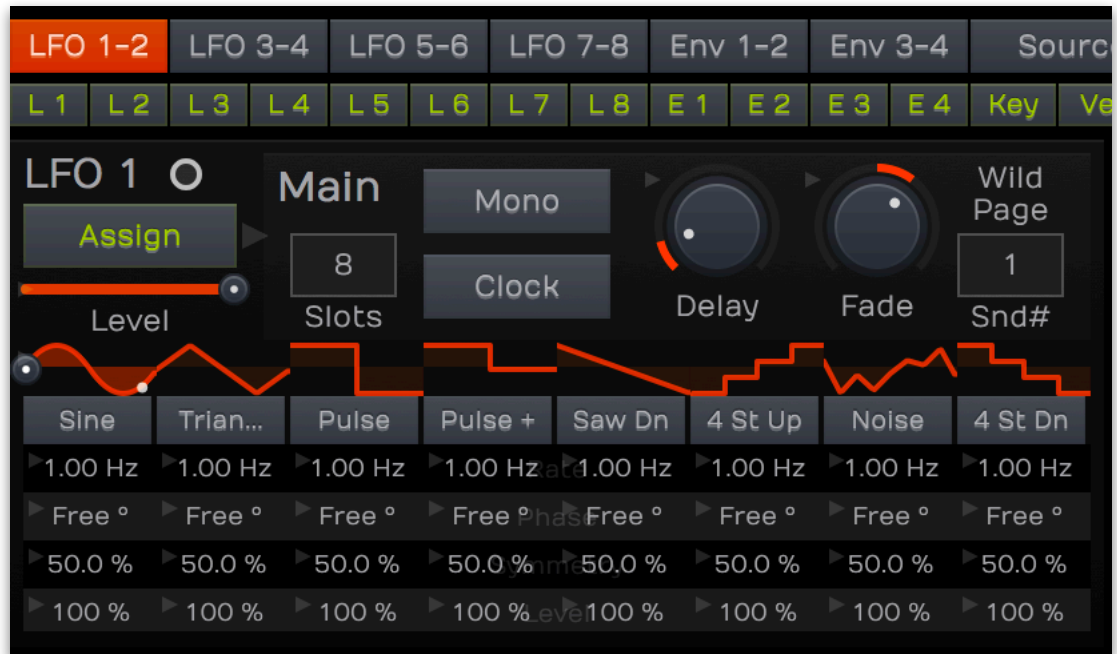 LFO 1-2 LFO 3-4 LFO 5-6 LFO 7-8 Env 1-2 Env 3-4 Sourc
L 1 L 2 L 3 L 4 L 5 L 6 L 7 L 8 E 1 E 2 E 3 E 4 Key Ve
LFO 1
Assign
Level
Main
8
Slots
Mono
Clock
Delay
Fade
Wild
Page
1
Snd#
Sine Trian... Pulse Pulse + Saw Dn 4 St Up Noise 4 St Dn
1.00 Hz 1.00 Hz 1.00 Hz 1.00 Hz 1.00 Hz 1.00 Hz 1.00 Hz 1.00 Hz
Rate
Free ° Free ° Free ° Free ° Free ° Free ° Free ° Free °
Phase
50.0 % 50.0 % 50.0 % 50.0 % 50.0 % 50.0 % 50.0 % 50.0 %
Symmetry
100 % 100 % 100 % 100 % 100 % 100 % 100 % 100 %
Level